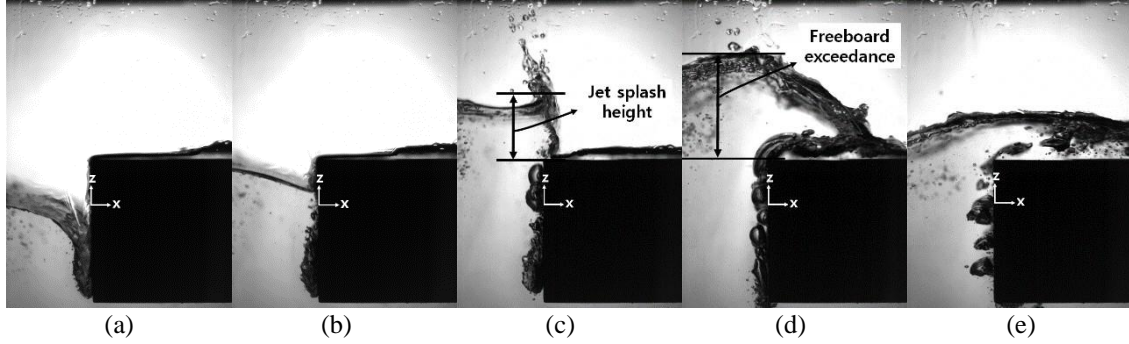 Jet splash
height
Freeboard
exceedance
z
x
z
x
z
x
z
x
z
x
(a)
(b)
(c)
(d)
(e)